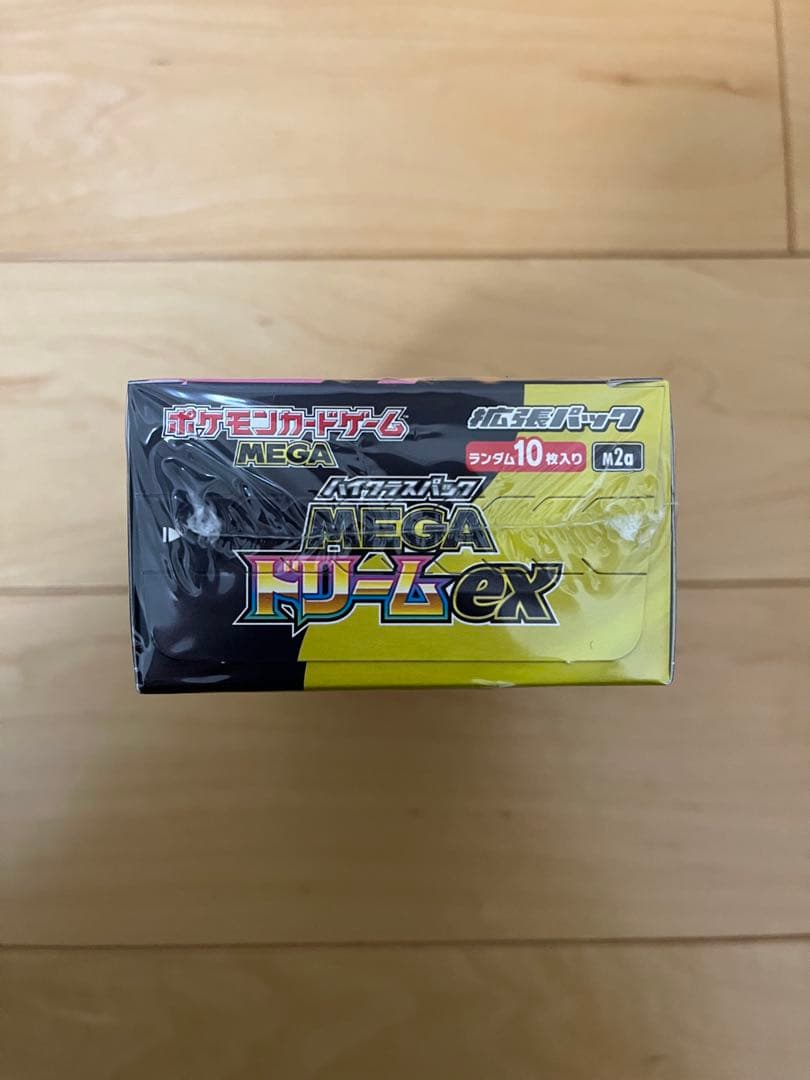 ポケモンカードゲーム
MEGA
拡張パック
ランダム10枚入り M2a
ハイクラスパック
MEGA
ドリームex